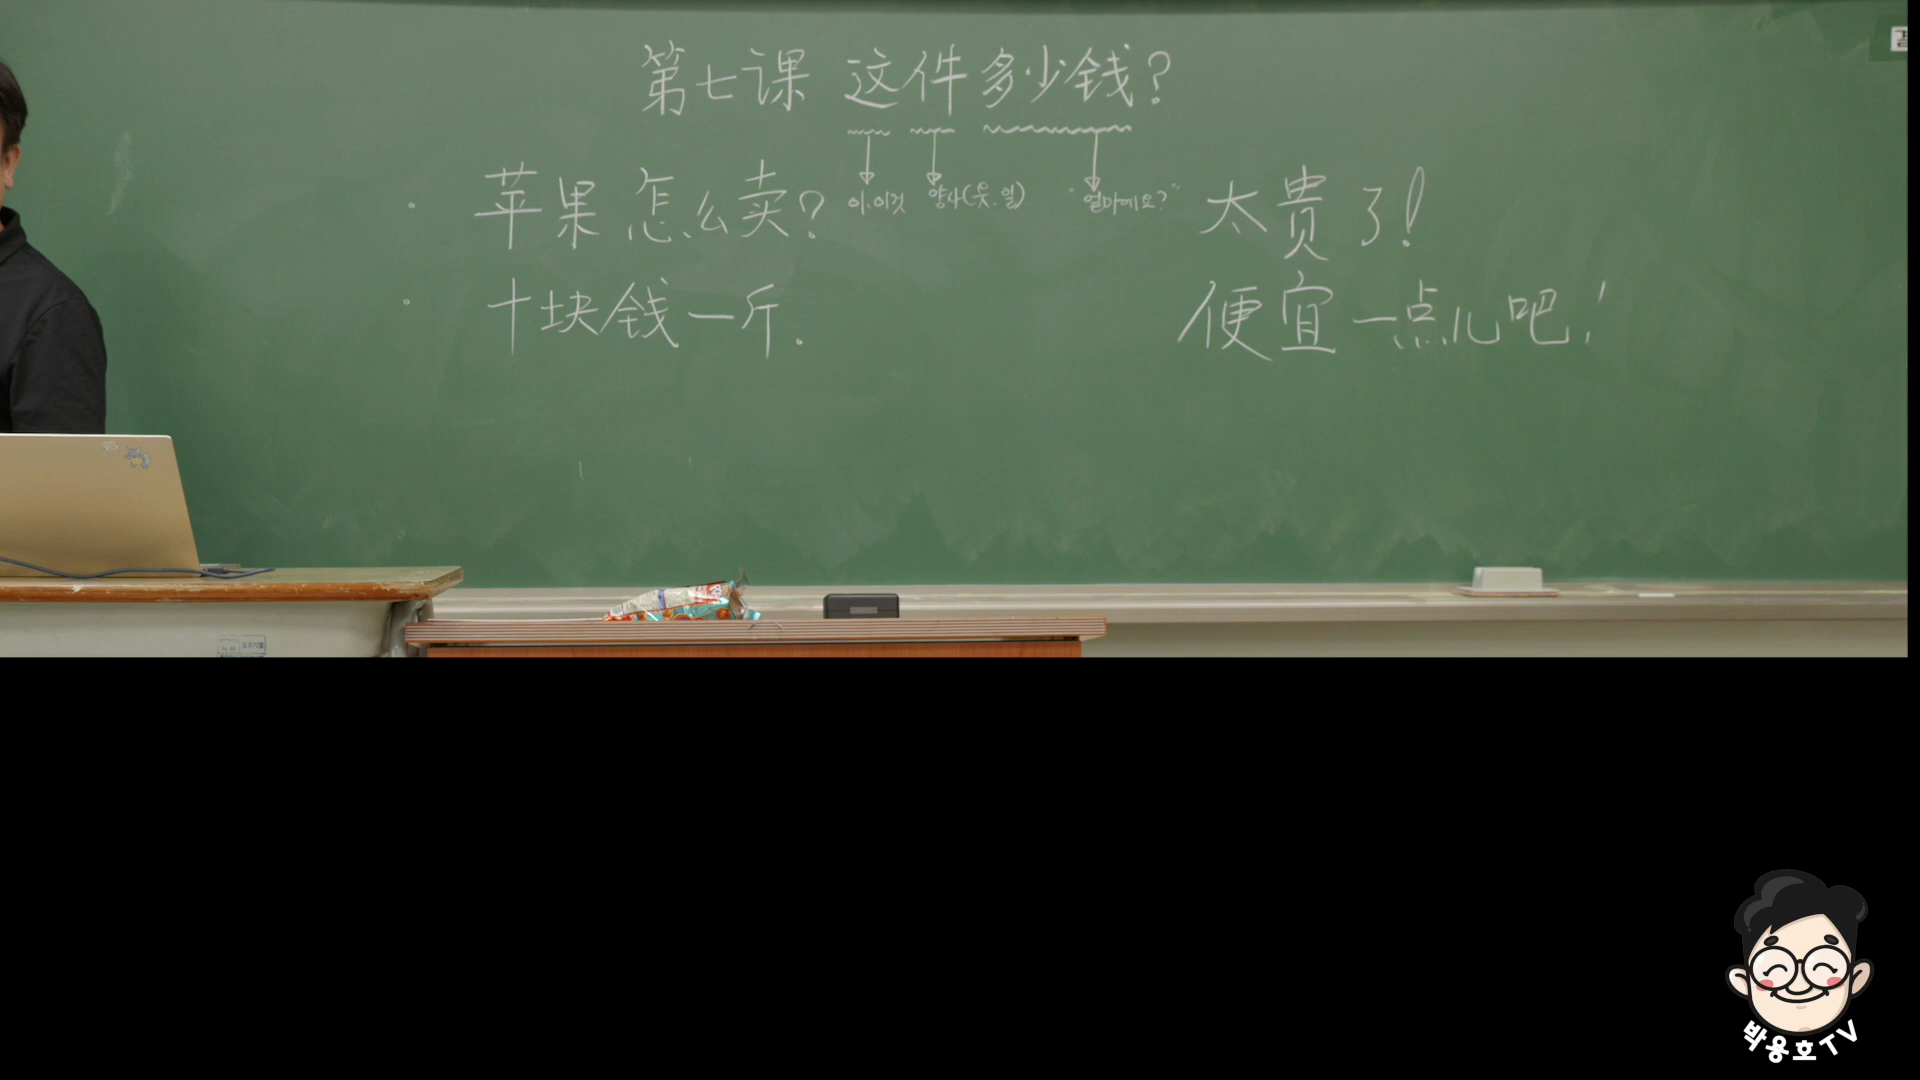 第七课 这件多少钱?
이.이것 양사(옷.일) "얼마예요?"
· 苹果怎么卖?
· 十块钱一斤.
太贵了!
便宜一点儿吧!
박용호TV